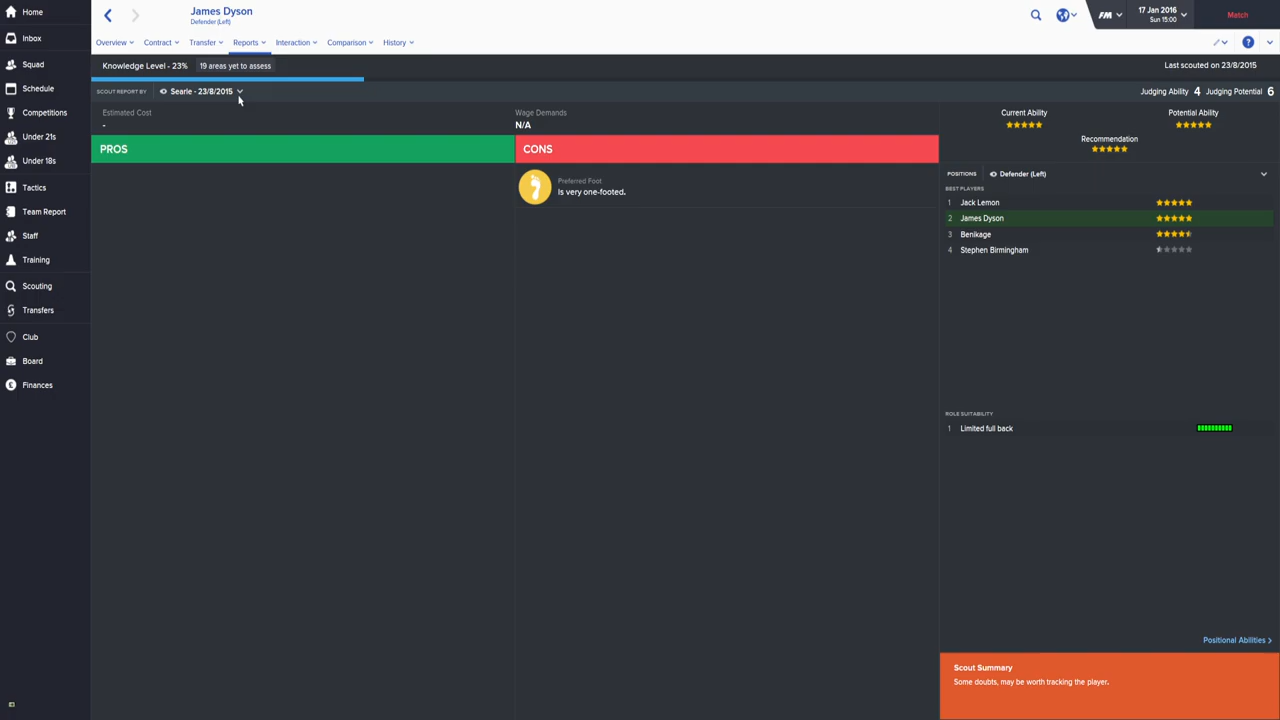 Home
Inbox
Squad
Schedule
Competitions
Under 21s
Under 18s
Tactics
Team Report
Staff
Training
Scouting
Transfers
Club
Board
Finances
James Dyson
Defender (Left)
FM
17 Jan 2016
Sun 15:00
Match
Overview
Contract
Transfer
Reports
Interaction
Comparison
History
?
Knowledge Level - 23%
19 areas yet to assess
Last scouted on 23/8/2015
SCOUT REPORT BY
Searle - 23/8/2015
Judging Ability 4
Judging Potential 6
Estimated Cost
-
Wage Demands
N/A
Current Ability
Potential Ability
Recommendation
PROS
CONS
Preferred Foot
Is very one-footed.
POSITIONS
Defender (Left)
BEST PLAYERS
1 Jack Lemon
2 James Dyson
3 Benikage
4 Stephen Birmingham
ROLE SUITABILITY
1 Limited full back
Positional Abilities >
Scout Summary
Some doubts, may be worth tracking the player.